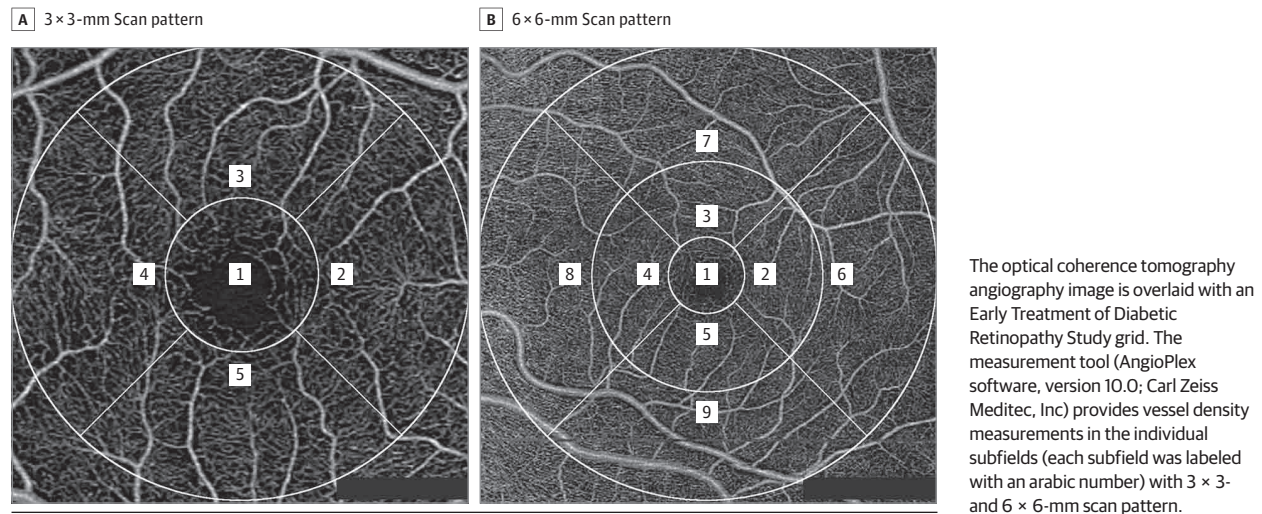 A 3 × 3-mm Scan pattern
B 6 × 6-mm Scan pattern
3
4
1
2
5
7
3
8
4
1
2
6
5
9
The optical coherence tomography
angiography image is overlaid with an
Early Treatment of Diabetic
Retinopathy Study grid. The
measurement tool (AngioPlex
software, version 10.0; Carl Zeiss
Meditec, Inc) provides vessel density
measurements in the individual
subfields (each subfield was labeled
with an arabic number) with 3 × 3-
and 6 × 6-mm scan pattern.